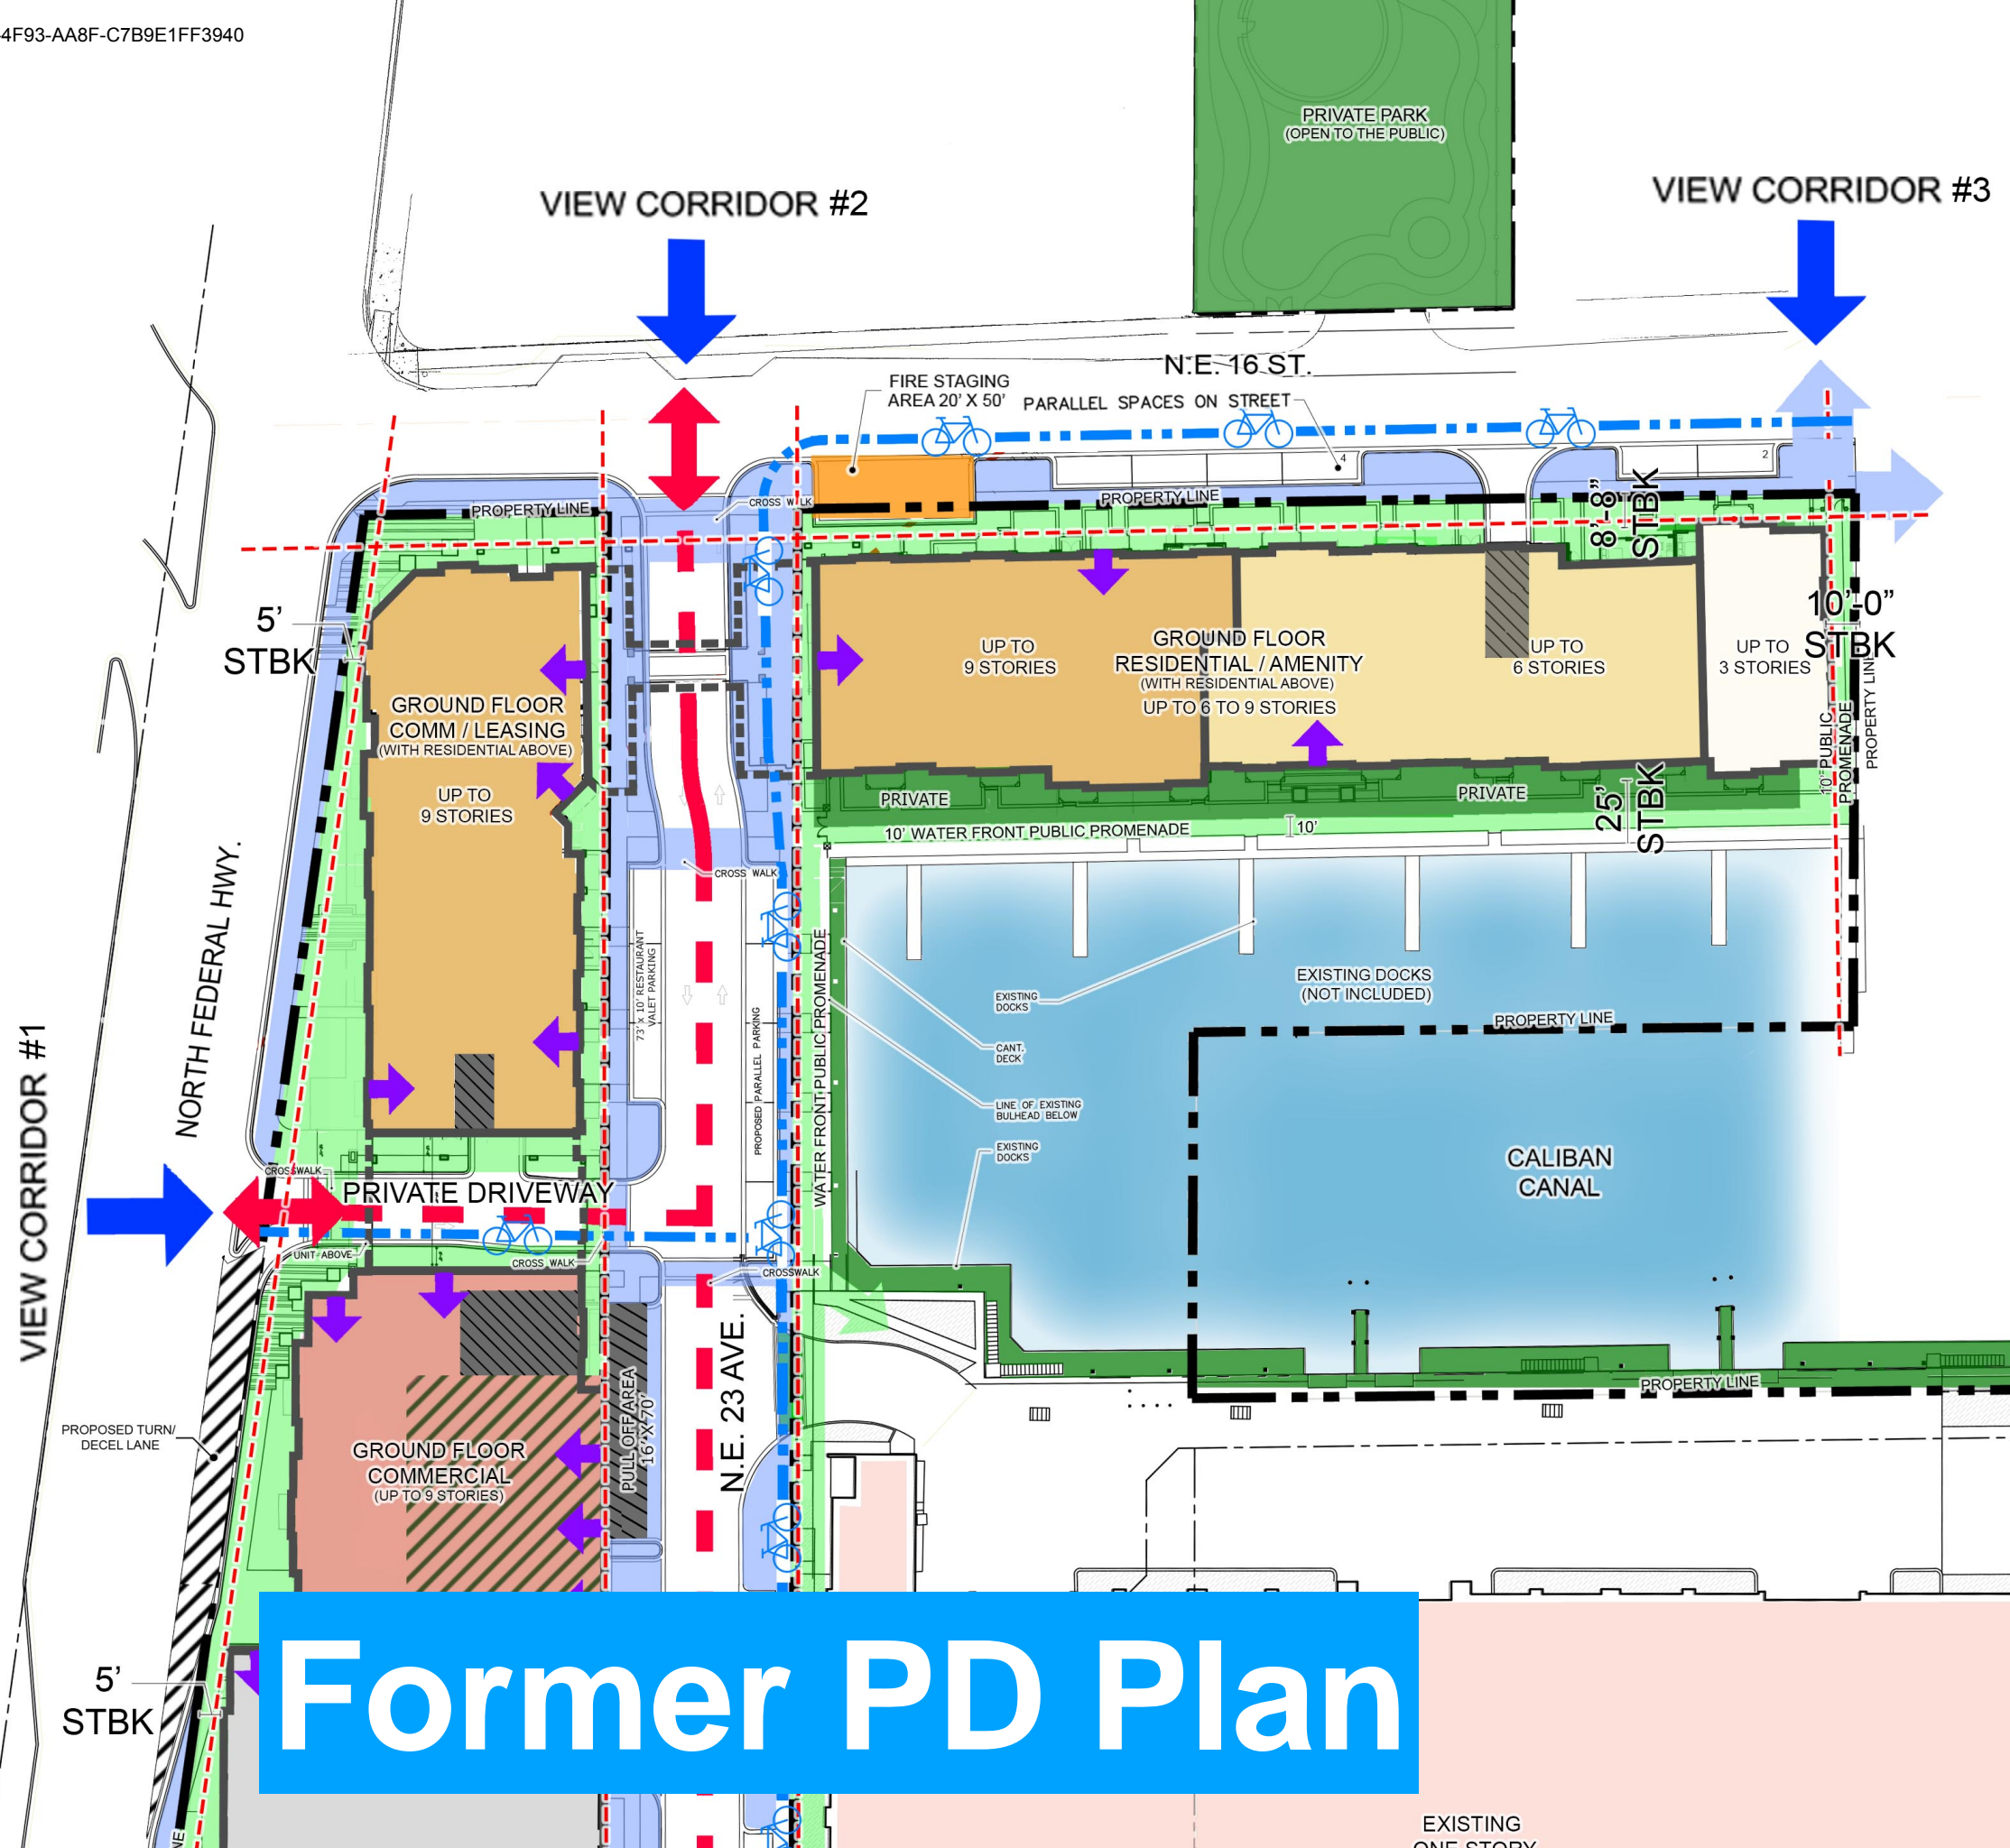 4F93-AA8F-C7B9E1FF3940
PRIVATE PARK
(OPEN TO THE PUBLIC)
VIEW CORRIDOR #2
VIEW CORRIDOR #3
N.E. 16 ST.
FIRE STAGING
AREA 20' X 50'
PARALLEL SPACES ON STREET
4
2
CROSS WALK
PROPERTY LINE
PROPERTY LINE
8'-8"
STBK
5'
STBK
10'-0"
STBK
UP TO
9 STORIES
GROUND FLOOR
RESIDENTIAL / AMENITY
(WITH RESIDENTIAL ABOVE)
UP TO 6 TO 9 STORIES
UP TO
6 STORIES
UP TO
3 STORIES
PROPERTY LINE
10' PUBLIC
PROMENADE
GROUND FLOOR
COMM / LEASING
(WITH RESIDENTIAL ABOVE)
UP TO
9 STORIES
PRIVATE
PRIVATE
25'
STBK
10' WATER FRONT PUBLIC PROMENADE
10'
CROSS WALK
NORTH FEDERAL HWY.
73' X 10' RESTAURANT
VALET PARKING
PROPOSED PARALLEL PARKING
WATER FRONT PUBLIC PROMENADE
EXISTING
DOCKS
EXISTING DOCKS
(NOT INCLUDED)
PROPERTY LINE
CANT.
DECK
LINE OF EXISTING
BULHEAD BELOW
EXISTING
DOCKS
CALIBAN
CANAL
VIEW CORRIDOR #1
CROSSWALK
PRIVATE DRIVEWAY
UNIT ABOVE
CROSS WALK
CROSSWALK
N.E. 23 AVE.
PULL OFF AREA
16' X 70'
PROPERTY LINE
PROPOSED TURN/
DECEL LANE
GROUND FLOOR
COMMERCIAL
(UP TO 9 STORIES)
5'
STBK
Former PD Plan
EXISTING
ONE STORY